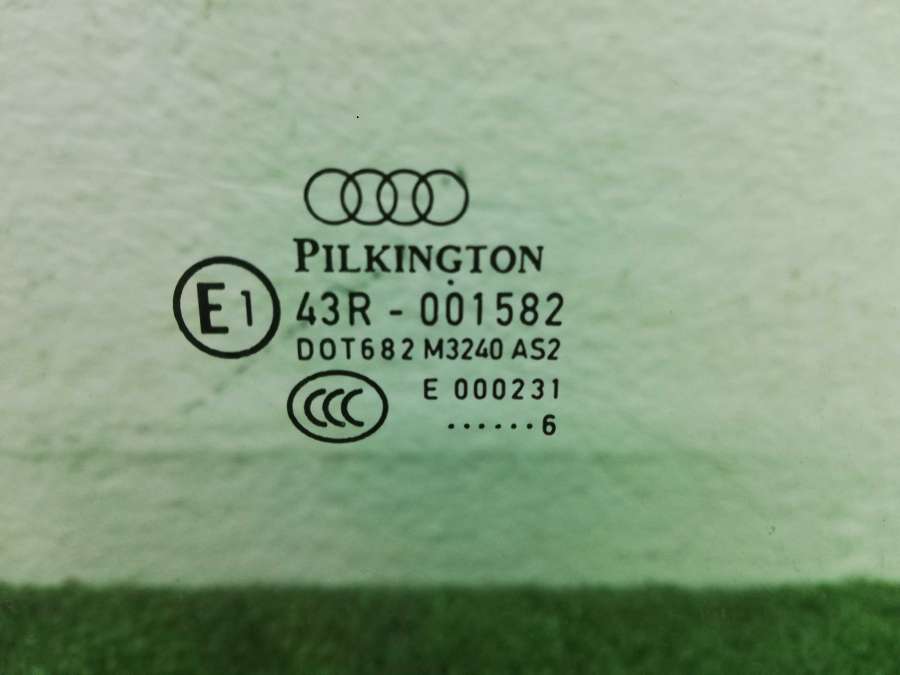 PILKINGTON
E1 43R - 001582
DOT682 M3240 AS2
CCC E 000231
......6